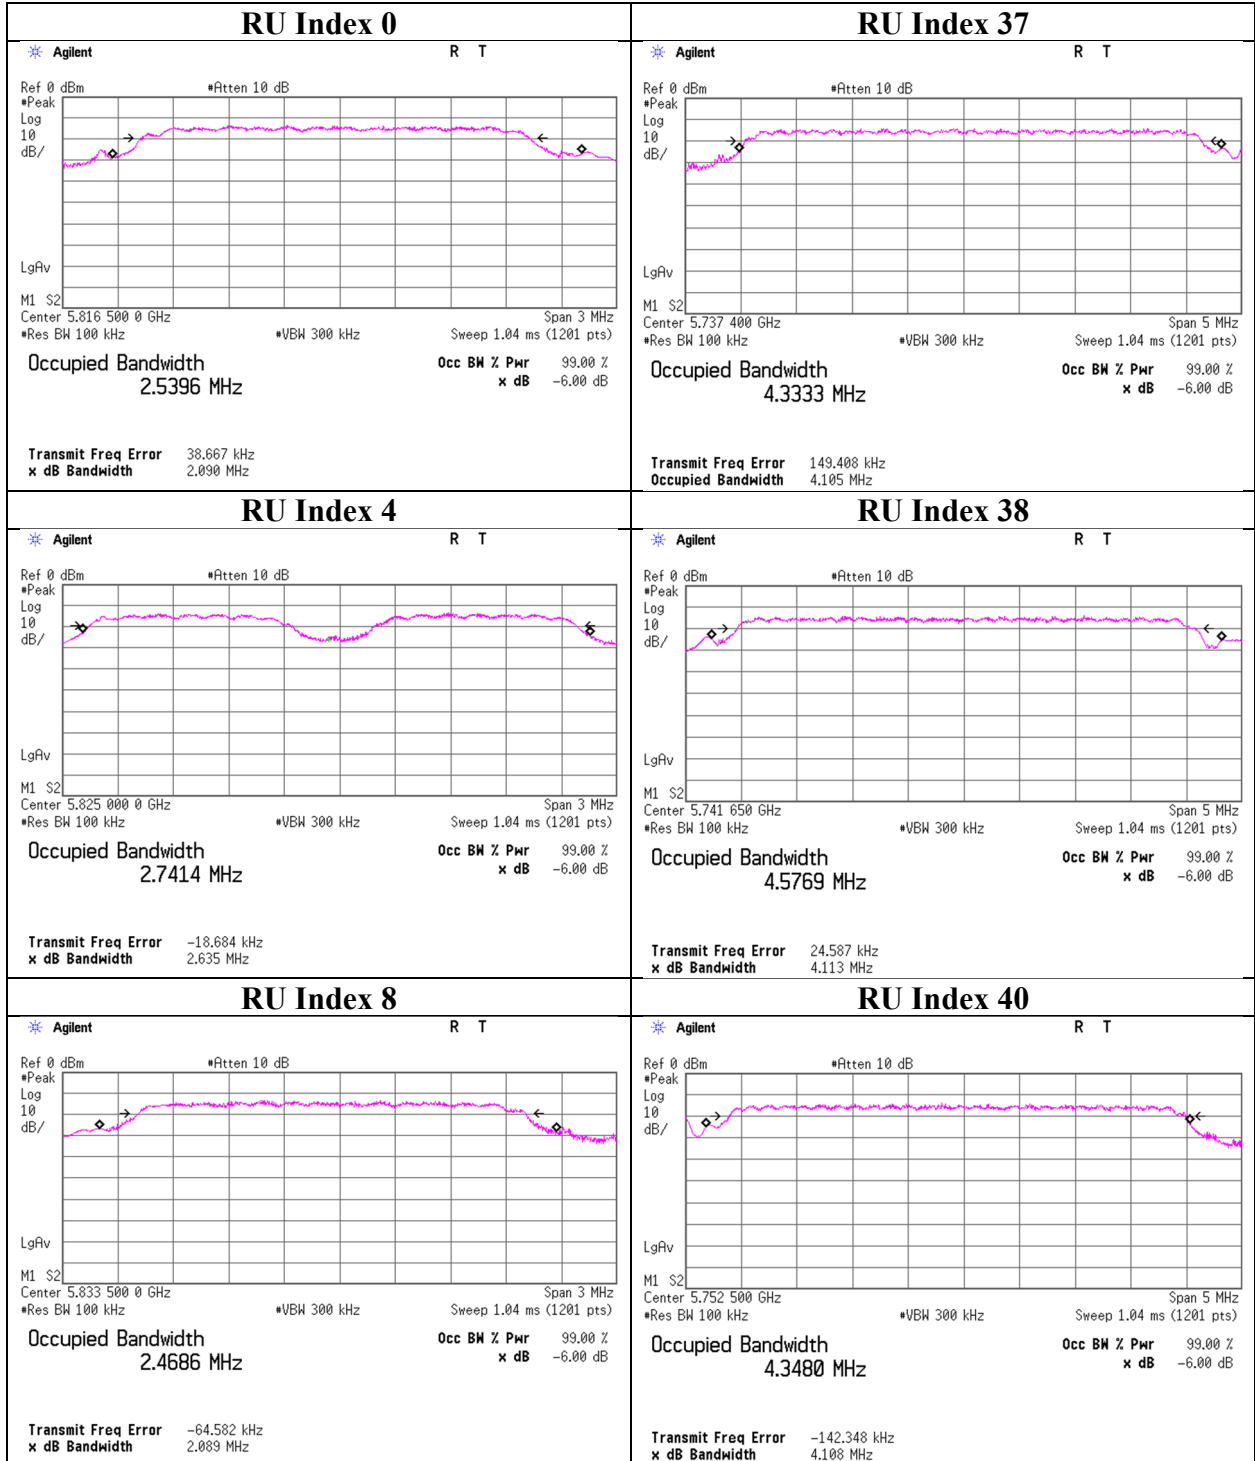 RU Index 0
Agilent
R T
Ref 0 dBm #Atten 10 dB
#Peak
Log
10
dB/
LgAv
M1 S2
Center 5.816 500 0 GHz Span 3 MHz
#Res BW 100 kHz #VBW 300 kHz Sweep 1.04 ms (1201 pts)
Occupied Bandwidth Occ BW % Pwr 99.00 %
2.5396 MHz x dB -6.00 dB
Transmit Freq Error 38.667 kHz
x dB Bandwidth 2.090 MHz
RU Index 37
Agilent
R T
Ref 0 dBm #Atten 10 dB
#Peak
Log
10
dB/
LgAv
M1 S2
Center 5.737 400 GHz Span 5 MHz
#Res BW 100 kHz #VBW 300 kHz Sweep 1.04 ms (1201 pts)
Occupied Bandwidth Occ BW % Pwr 99.00 %
4.3333 MHz x dB -6.00 dB
Transmit Freq Error 149.408 kHz
Occupied Bandwidth 4.105 MHz
RU Index 4
Agilent
R T
Ref 0 dBm #Atten 10 dB
#Peak
Log
10
dB/
LgAv
M1 S2
Center 5.825 000 0 GHz Span 3 MHz
#Res BW 100 kHz #VBW 300 kHz Sweep 1.04 ms (1201 pts)
Occupied Bandwidth Occ BW % Pwr 99.00 %
2.7414 MHz x dB -6.00 dB
Transmit Freq Error -18.684 kHz
x dB Bandwidth 2.635 MHz
RU Index 38
Agilent
R T
Ref 0 dBm #Atten 10 dB
#Peak
Log
10
dB/
LgAv
M1 S2
Center 5.741 650 GHz Span 5 MHz
#Res BW 100 kHz #VBW 300 kHz Sweep 1.04 ms (1201 pts)
Occupied Bandwidth Occ BW % Pwr 99.00 %
4.5769 MHz x dB -6.00 dB
Transmit Freq Error 24.587 kHz
x dB Bandwidth 4.113 MHz
RU Index 8
Agilent
R T
Ref 0 dBm #Atten 10 dB
#Peak
Log
10
dB/
LgAv
M1 S2
Center 5.833 500 0 GHz Span 3 MHz
#Res BW 100 kHz #VBW 300 kHz Sweep 1.04 ms (1201 pts)
Occupied Bandwidth Occ BW % Pwr 99.00 %
2.4686 MHz x dB -6.00 dB
Transmit Freq Error -64.582 kHz
x dB Bandwidth 2.089 MHz
RU Index 40
Agilent
R T
Ref 0 dBm #Atten 10 dB
#Peak
Log
10
dB/
LgAv
M1 S2
Center 5.752 500 GHz Span 5 MHz
#Res BW 100 kHz #VBW 300 kHz Sweep 1.04 ms (1201 pts)
Occupied Bandwidth Occ BW % Pwr 99.00 %
4.3480 MHz x dB -6.00 dB
Transmit Freq Error -142.348 kHz
x dB Bandwidth 4.108 MHz